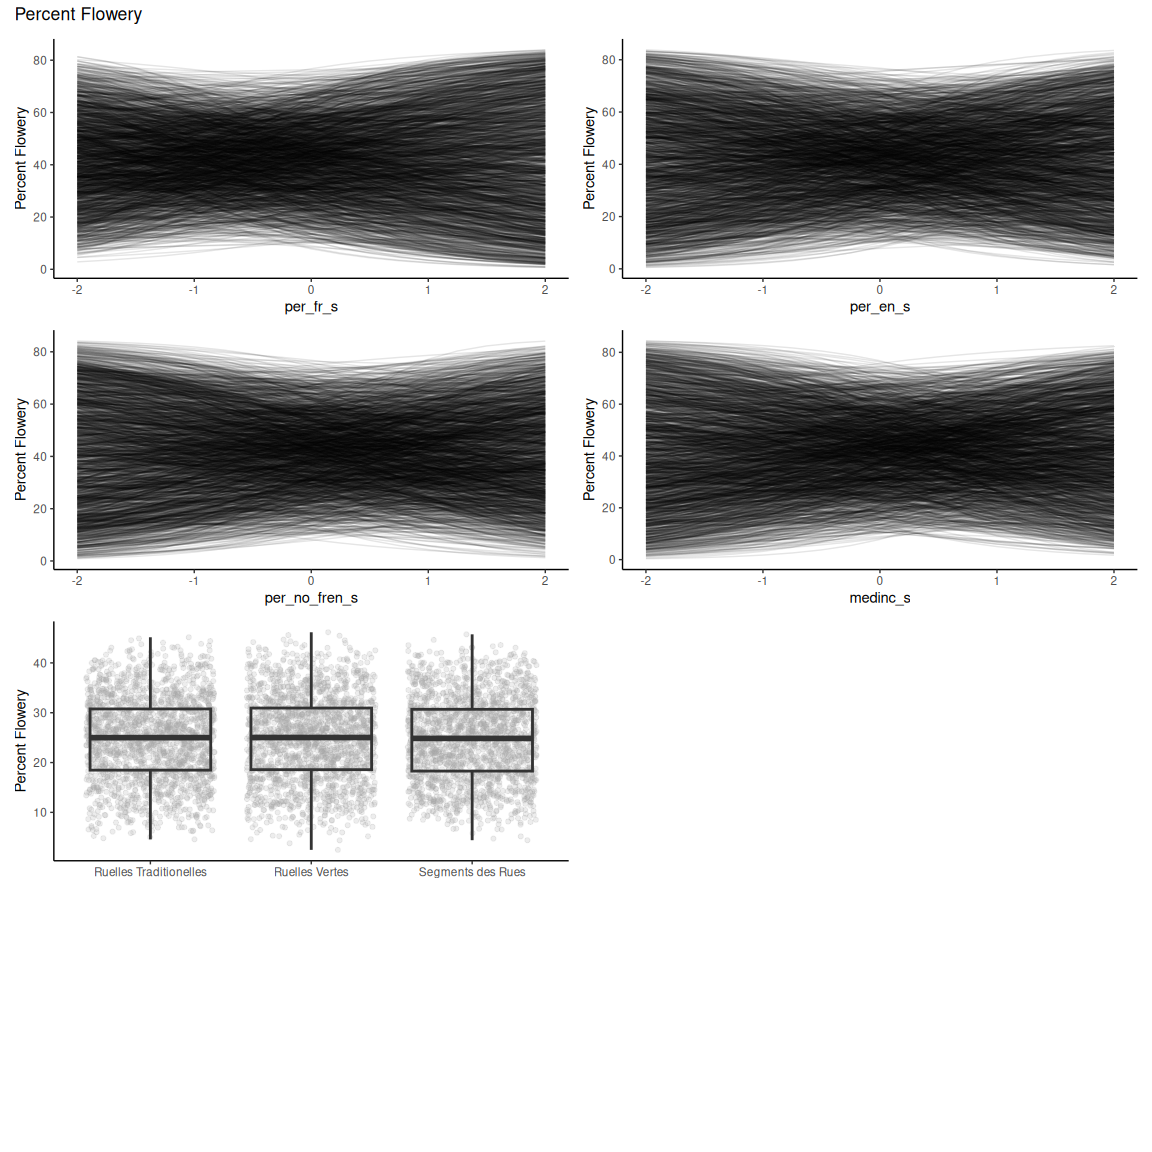 Percent Flowery
Percent Flowery
80
60
40
20
0
-2 -1 0 1 2
per_fr_s
Percent Flowery
80
60
40
20
0
-2 -1 0 1 2
per_en_s
Percent Flowery
80
60
40
20
0
-2 -1 0 1 2
per_no_fren_s
Percent Flowery
80
60
40
20
0
-2 -1 0 1 2
medinc_s
Percent Flowery
40
30
20
10
Ruelles Traditionelles Ruelles Vertes Segments des Rues